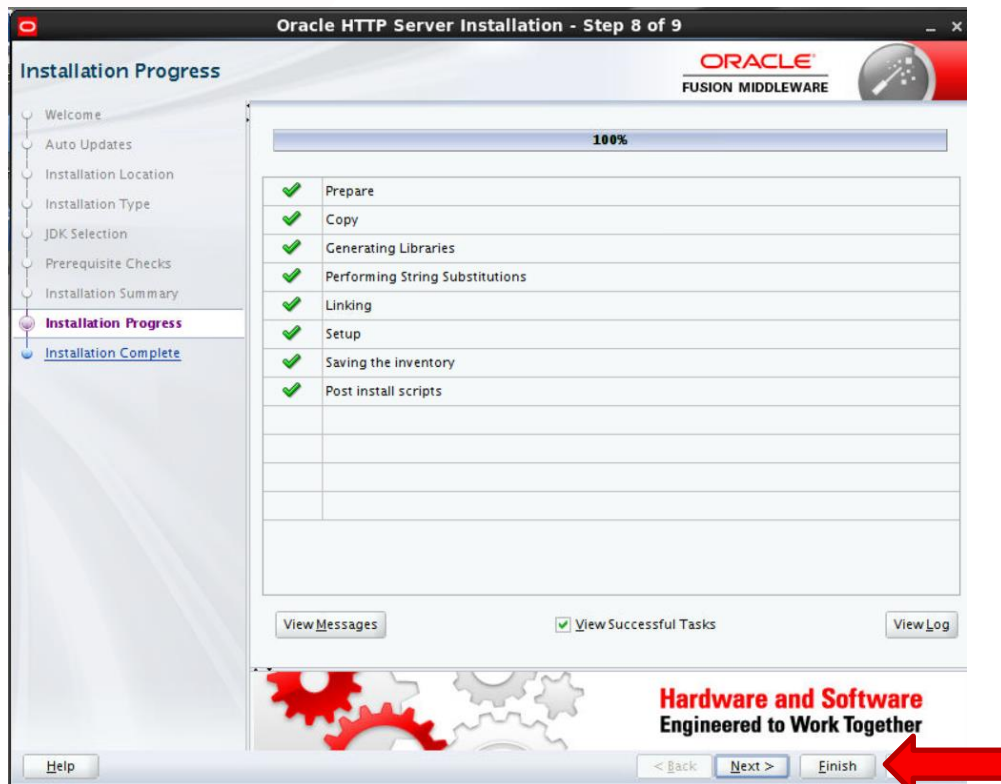 Oracle HTTP Server Installation - Step 8 of 9
Installation Progress
ORACLE
FUSION MIDDLEWARE
Welcome
Auto Updates
Installation Location
Installation Type
JDK Selection
Prerequisite Checks
Installation Summary
Installation Progress
Installation Complete
100%
Prepare
Copy
Generating Libraries
Performing String Substitutions
Linking
Setup
Saving the inventory
Post install scripts
View Messages
View Successful Tasks
View Log
Hardware and Software
Engineered to Work Together
Help
< Back
Next >
Finish